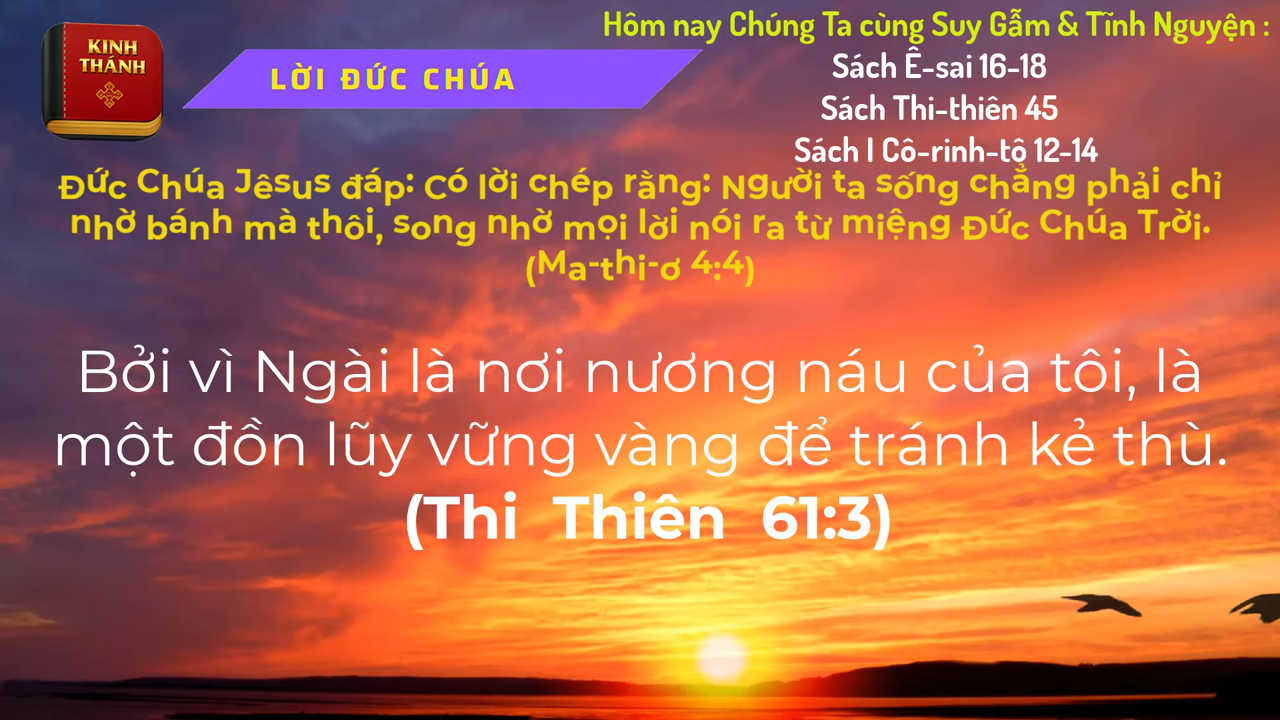 KINH
THÁNH
LỜI ĐỨC CHÚA
Hôm nay Chúng Ta cùng Suy Gẫm & Tĩnh Nguyện :
Sách Ê-sai 16-18
Sách Thi-thiên 45
Sách I Cô-rinh-tô 12-14
Đức Chúa Jêsus đáp: Có lời chép rằng: Người ta sống chẳng phải chỉ
nhờ bánh mà thôi, song nhờ mọi lời nói ra từ miệng Đức Chúa Trời.
(Ma-thi-ơ 4:4)
Bởi vì Ngài là nơi nương náu của tôi, là
một đồn lũy vững vàng để tránh kẻ thù.
(Thi Thiên 61:3)